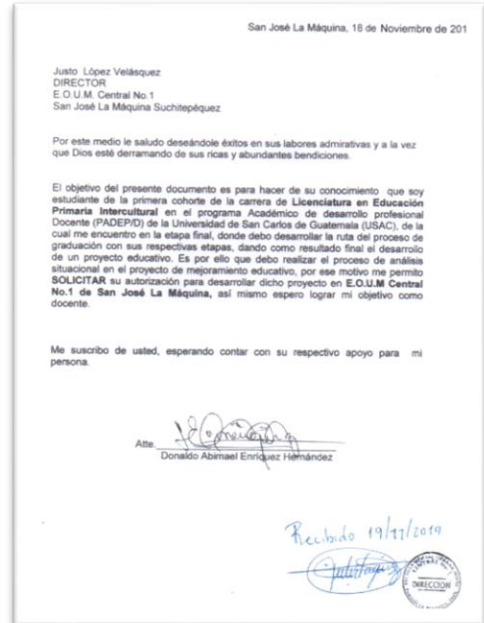 San José La Máquina, 18 de Noviembre de 201
Justo López Velásquez
DIRECTOR
E.O.U.M. Central No.1
San José La Máquina Suchitepéquez
Por este medio le saludo deseándole éxitos en sus labores admirativas y a la vez
que Dios esté derramando de sus ricas y abundantes bendiciones.
El objetivo del presente documento es para hacer de su conocimiento que soy
estudiante de la primera cohorte de la carrera de Licenciatura en Educación
Primaria Intercultural en el programa Académico de desarrollo profesional
Docente (PADEP/D) de la Universidad de San Carlos de Guatemala (USAC), de la
cual me encuentro en la etapa final, donde debo desarrollar la ruta del proceso de
graduación con sus respectivas etapas, dando como resultado final el desarrollo
de un proyecto educativo. Es por ello que debo realizar el proceso de análisis
situacional en el proyecto de mejoramiento educativo, por ese motivo me permito
SOLICITAR su autorización para desarrollar dicho proyecto en E.O.U.M Central
No.1 de San José La Máquina, así mismo espero lograr mi objetivo como
docente.
Me suscribo de usted, esperando contar con su respectivo apoyo para mi
persona.
Atte.
Donaldo Abimael Enríquez Hernández
Recibido 19/11/2019
DIRECCION